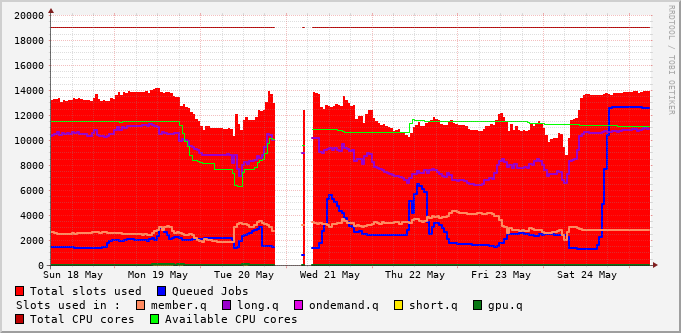 RRDTOOL / TOBI OETIKER
20000
18000
16000
14000
12000
10000
8000
6000
4000
2000
0
Sun 18 May Mon 19 May Tue 20 May Wed 21 May Thu 22 May Fri 23 May Sat 24 May
Total slots used Queued Jobs
Slots used in : member.q long.q ondemand.q short.q gpu.q
Total CPU cores Available CPU cores